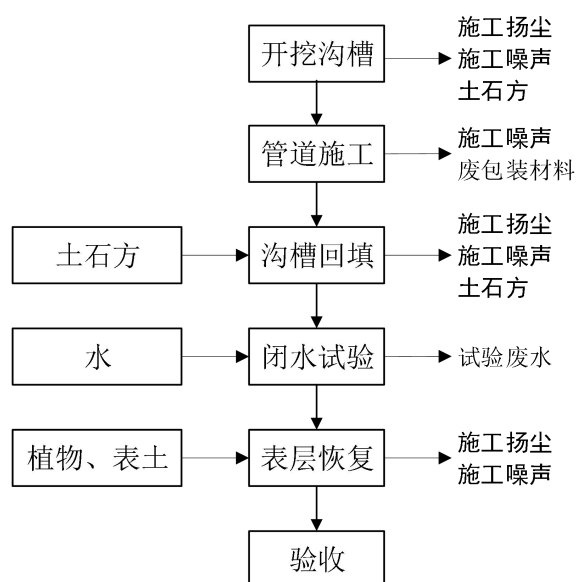 开挖沟槽
施工扬尘
施工噪声
土石方
管道施工
施工噪声
废包装材料
土石方
沟槽回填
施工扬尘
施工噪声
土石方
水
闭水试验
试验废水
植物、表土
表层恢复
施工扬尘
施工噪声
验收